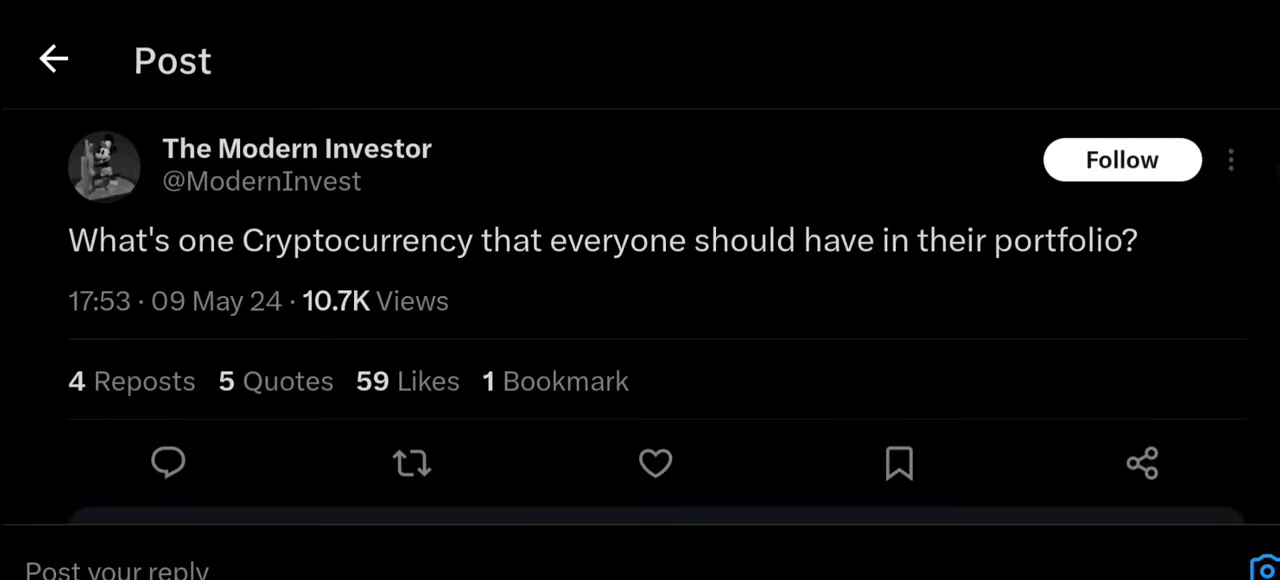 Post
The Modern Investor
@ModernInvest
Follow
What's one Cryptocurrency that everyone should have in their portfolio?
17:53 · 09 May 24 · 10.7K Views
4 Reposts 5 Quotes 59 Likes 1 Bookmark
Post your reply